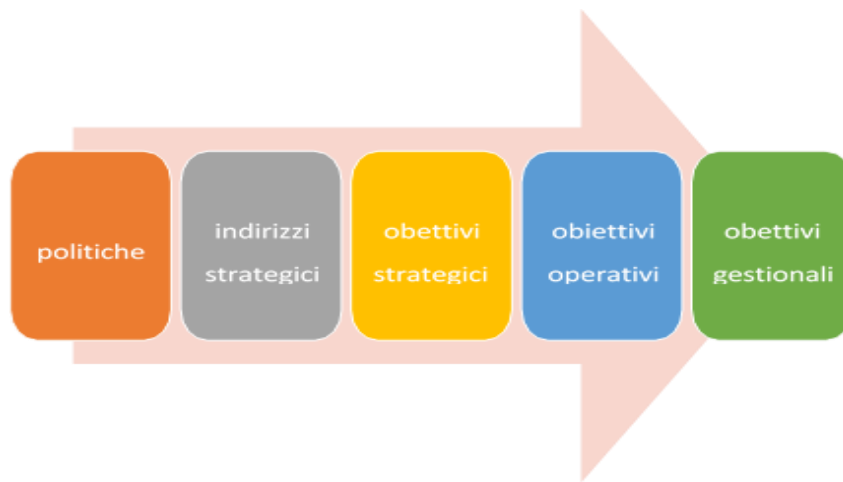 politiche
indirizzi
strategici
obettivi
strategici
obiettivi
operativi
obettivi
gestionali